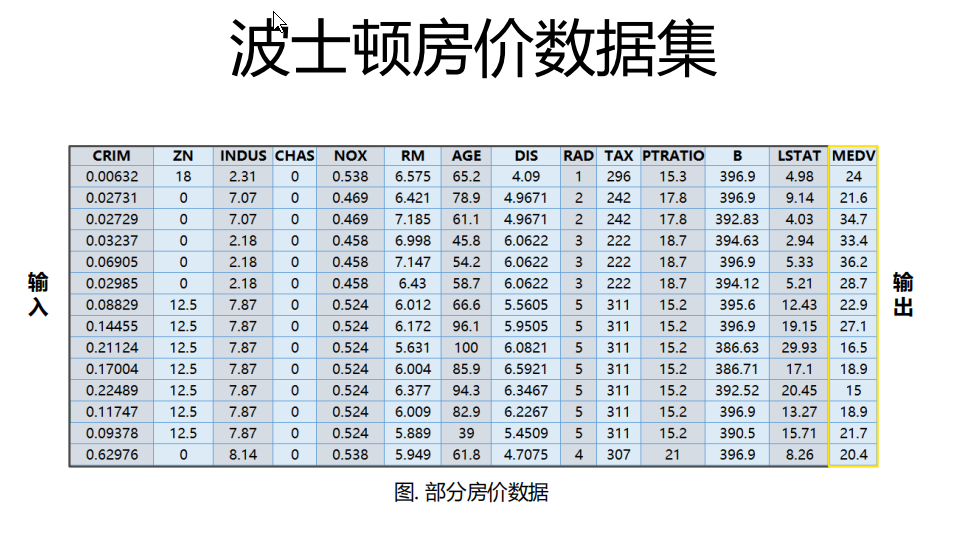 波士顿房价数据集
CRIM ZN INDUS CHAS NOX RM AGE DIS RAD TAX PTRATIO B LSTAT MEDV
0.00632 18 2.31 0 0.538 6.575 65.2 4.09 1 296 15.3 396.9 4.98 24
0.02731 0 7.07 0 0.469 6.421 78.9 4.9671 2 242 17.8 396.9 9.14 21.6
0.02729 0 7.07 0 0.469 7.185 61.1 4.9671 2 242 17.8 392.83 4.03 34.7
0.03237 0 2.18 0 0.458 6.998 45.8 6.0622 3 222 18.7 394.63 2.94 33.4
0.06905 0 2.18 0 0.458 7.147 54.2 6.0622 3 222 18.7 396.9 5.33 36.2
0.02985 0 2.18 0 0.458 6.43 58.7 6.0622 3 222 18.7 394.12 5.21 28.7
0.08829 12.5 7.87 0 0.524 6.012 66.6 5.5605 5 311 15.2 395.6 12.43 22.9
0.14455 12.5 7.87 0 0.524 6.172 96.1 5.9505 5 311 15.2 396.9 19.15 27.1
0.21124 12.5 7.87 0 0.524 5.631 100 6.0821 5 311 15.2 386.63 29.93 16.5
0.17004 12.5 7.87 0 0.524 6.004 85.9 6.5921 5 311 15.2 386.71 17.1 18.9
0.22489 12.5 7.87 0 0.524 6.377 94.3 6.3467 5 311 15.2 392.52 20.45 15
0.11747 12.5 7.87 0 0.524 6.009 82.9 6.2267 5 311 15.2 396.9 13.27 18.9
0.09378 12.5 7.87 0 0.524 5.889 39 5.4509 5 311 15.2 390.5 15.71 21.7
0.62976 0 8.14 0 0.538 5.949 61.8 4.7075 4 307 21 396.9 8.26 20.4
输入
输出
图. 部分房价数据